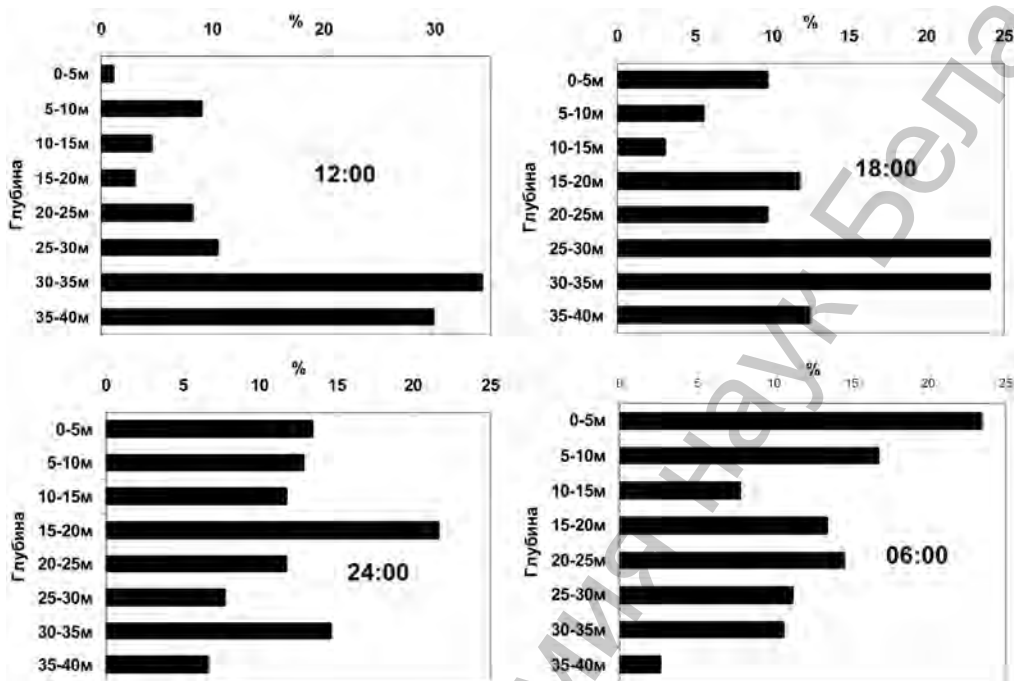 %
0 10 20 30
0-5м
5-10м
10-15м
15-20м
20-25м
25-30м
30-35м
35-40м
Глубина
12:00
%
0 5 10 15 20 25
0-5м
5-10м
10-15м
15-20м
20-25м
25-30м
30-35м
35-40м
Глубина
18:00
%
0 5 10 15 20 25
0-5м
5-10м
10-15м
15-20м
20-25м
25-30м
30-35м
35-40м
Глубина
24:00
%
0 5 10 15 20 25
0-5м
5-10м
10-15м
15-20м
20-25м
25-30м
30-35м
35-40м
Глубина
06:00
мия наук Бела